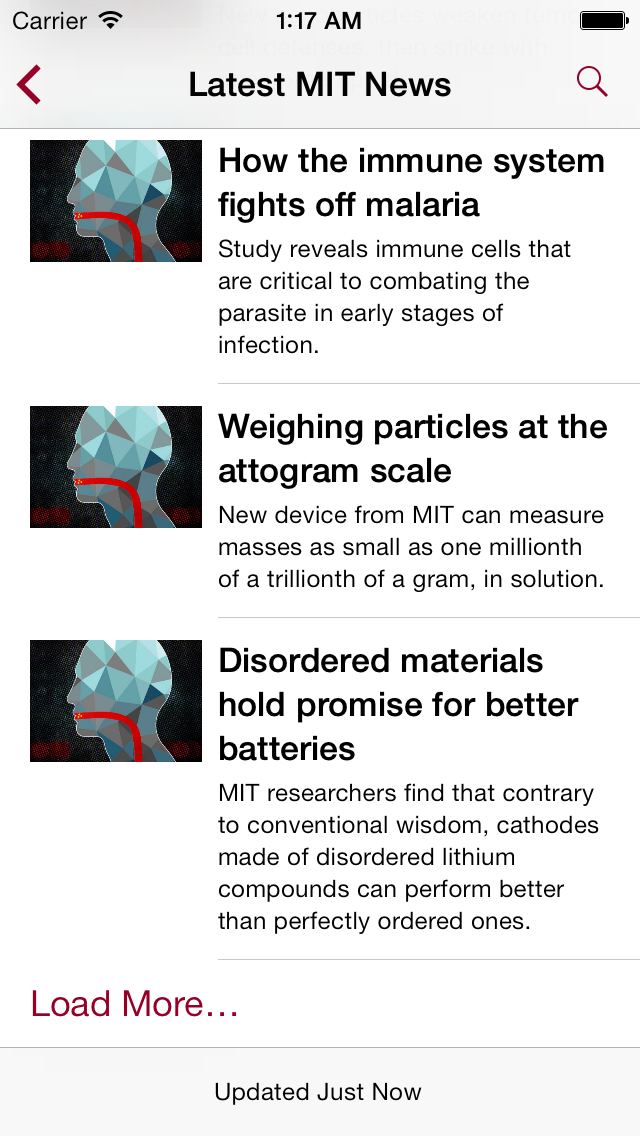 Carrier 1:17 AM
Latest MIT News
How the immune system
fights off malaria
Study reveals immune cells that
are critical to combating the
parasite in early stages of
infection.
Weighing particles at the
attogram scale
New device from MIT can measure
masses as small as one millionth
of a trillionth of a gram, in solution.
Disordered materials
hold promise for better
batteries
MIT researchers find that contrary
to conventional wisdom, cathodes
made of disordered lithium
compounds can perform better
than perfectly ordered ones.
Load More...
Updated Just Now